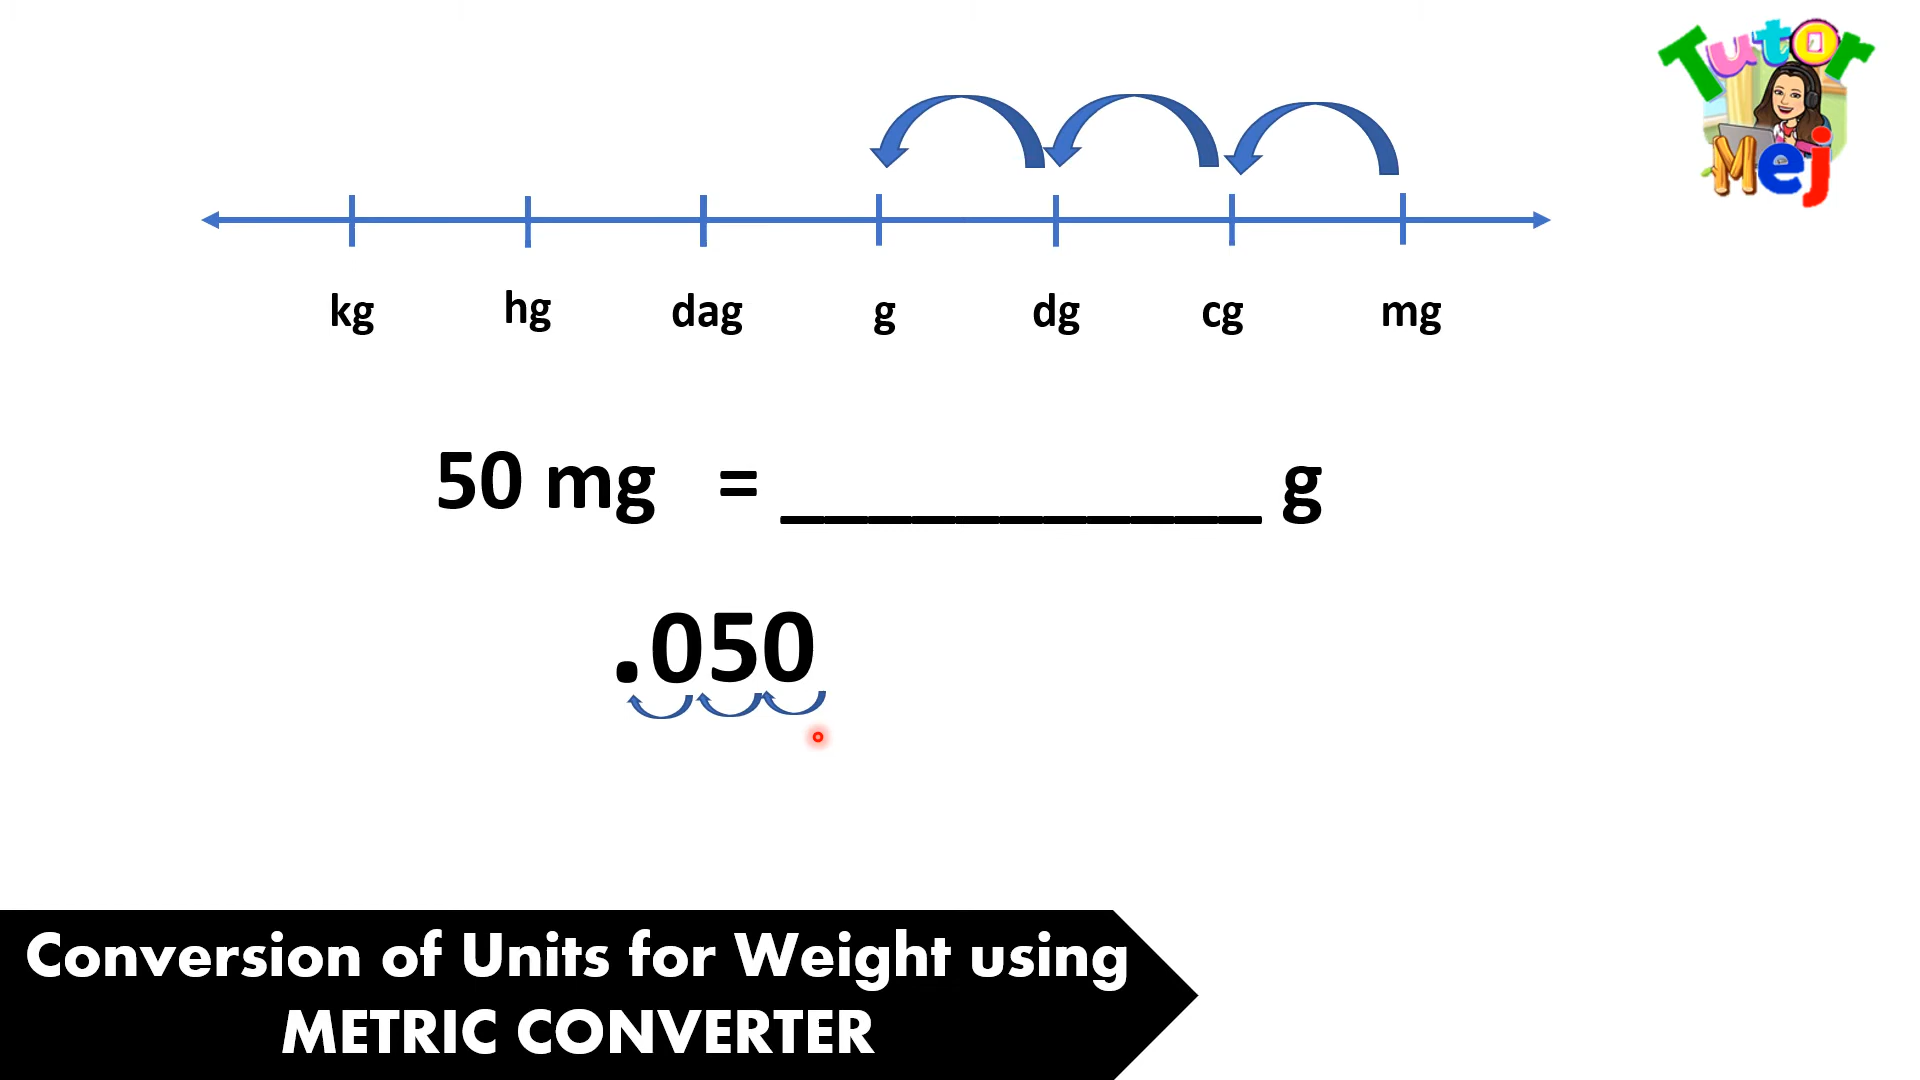 Tutor
Mej
kg hg dag g dg cg mg
50 mg = ___________ g
.050
Conversion of Units for Weight using
METRIC CONVERTER